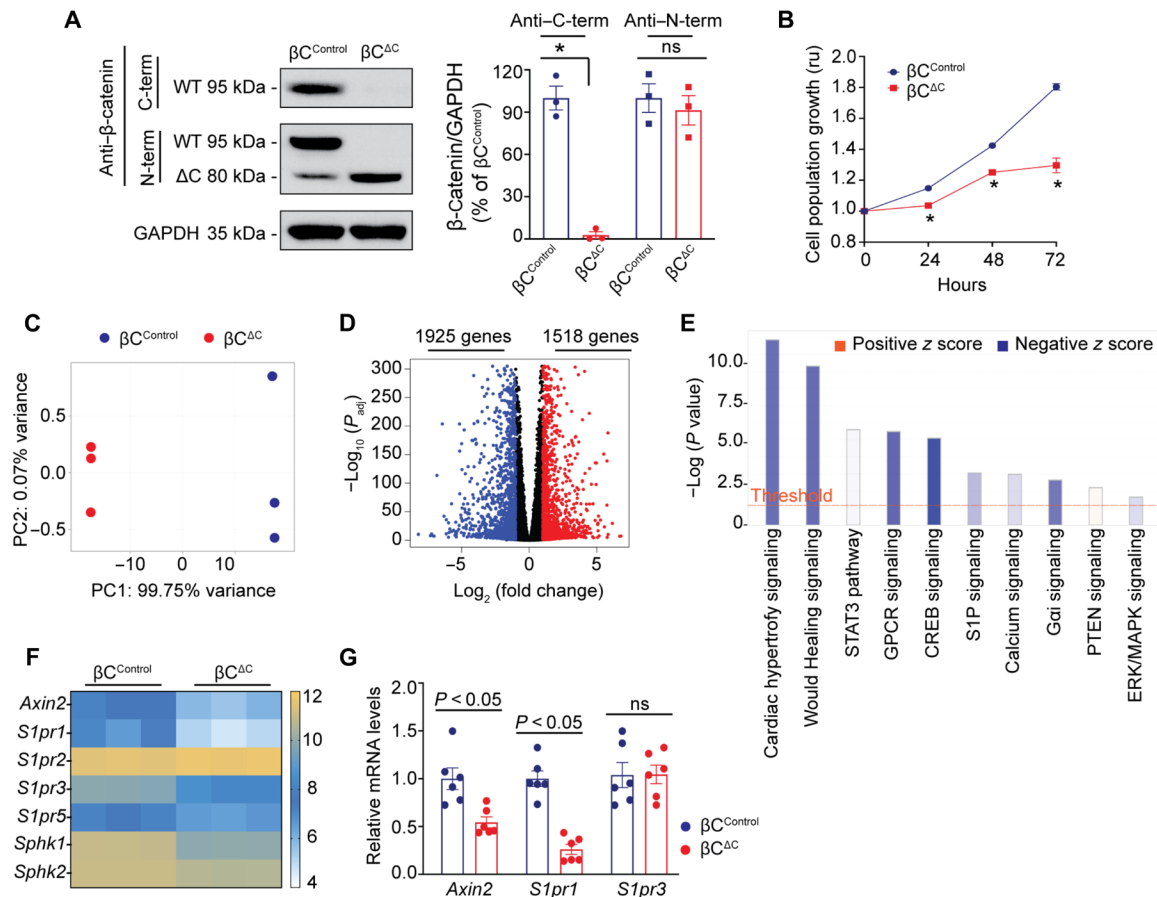 A
Anti–β-catenin
C-term
N-term
βC^Control
βC^ΔC
WT 95 kDa -
WT 95 kDa -
ΔC 80 kDa -
GAPDH 35 kDa -
Anti–C-term
Anti–N-term
*
ns
β-Catenin/GAPDH
(% of βC^Control)
120
90
60
30
0
βC^Control
βC^ΔC
βC^Control
βC^ΔC
B
βC^Control
βC^ΔC
Cell population growth (ru)
2.0
1.8
1.6
1.4
1.2
1.0
0.8
*
*
*
0
24
48
72
Hours
C
βC^Control
βC^ΔC
PC2: 0.07% variance
0.5
0.0
−0.5
−10
0
10
PC1: 99.75% variance
D
1925 genes
1518 genes
−Log10 (Padj)
300
250
200
150
100
50
0
−5
0
5
Log2 (fold change)
E
Positive z score
Negative z score
−Log (P value)
10.0
7.5
5.0
2.5
0
Threshold
Cardiac hypertrofy signaling
Would Healing signaling
STAT3 pathway
GPCR signaling
CREB signaling
S1P signaling
Calcium signaling
Gαi signaling
PTEN signaling
ERK/MAPK signaling
F
βC^Control
βC^ΔC
Axin2
S1pr1
S1pr2
S1pr3
S1pr5
Sphk1
Sphk2
12
10
8
6
4
G
Relative mRNA levels
2.0
1.5
1.0
0.5
0.0
P < 0.05
P < 0.05
ns
βC^Control
βC^ΔC
Axin2
S1pr1
S1pr3